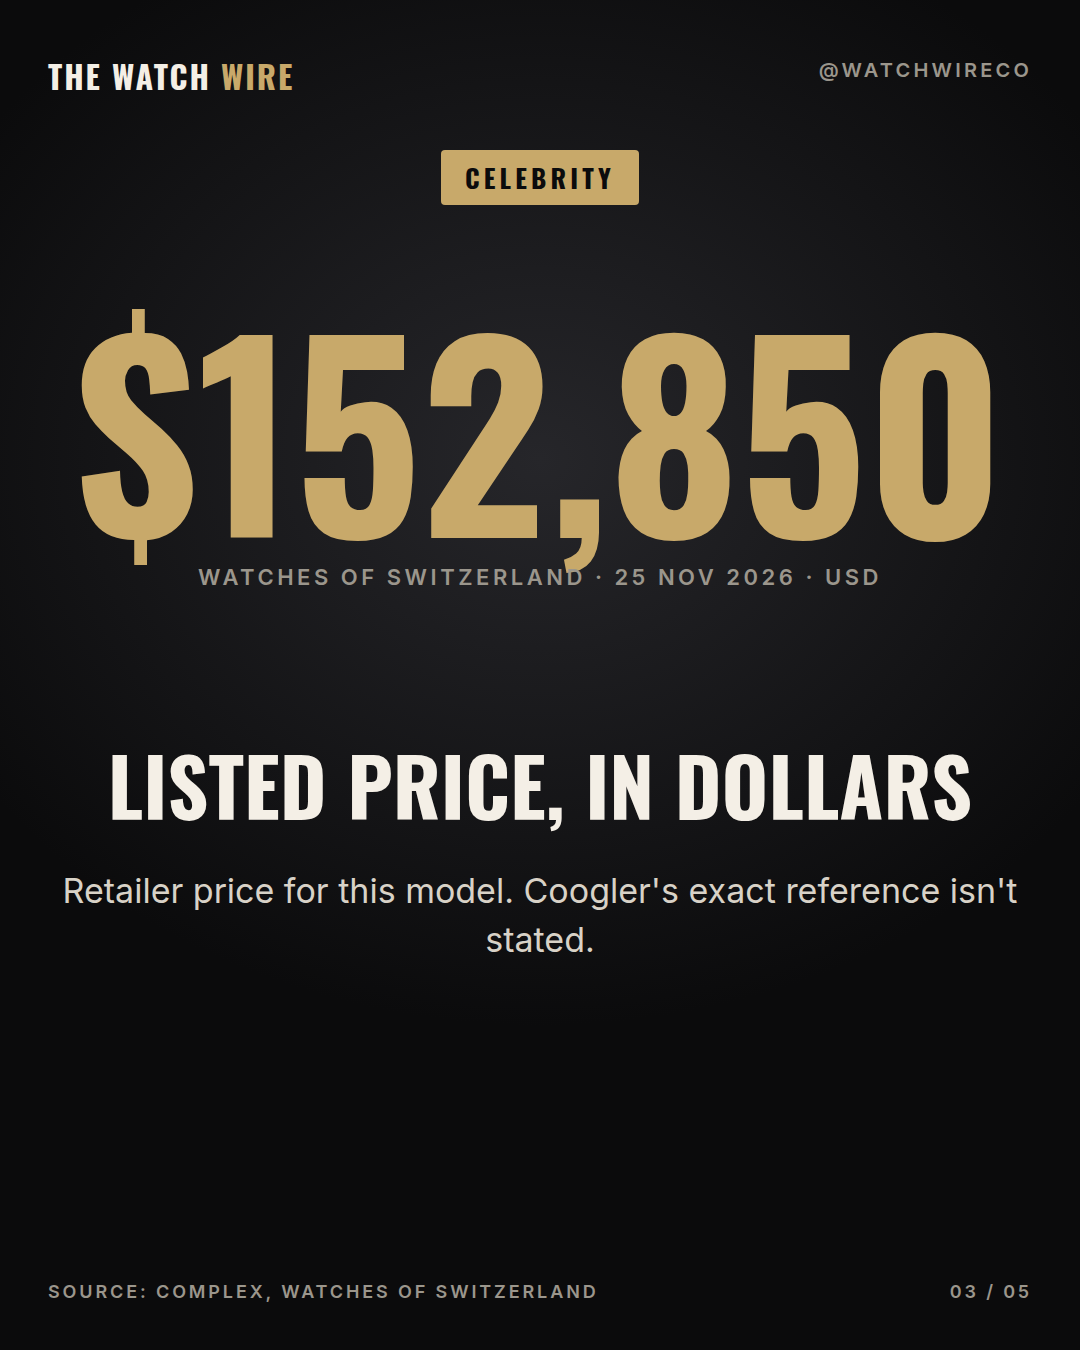 THE WATCH WIRE
@WATCHWIRECO
CELEBRITY
$152,850
WATCHES OF SWITZERLAND · 25 NOV 2026 · USD
LISTED PRICE, IN DOLLARS
Retailer price for this model. Coogler's exact reference isn't
stated.
SOURCE: COMPLEX, WATCHES OF SWITZERLAND
03 / 05